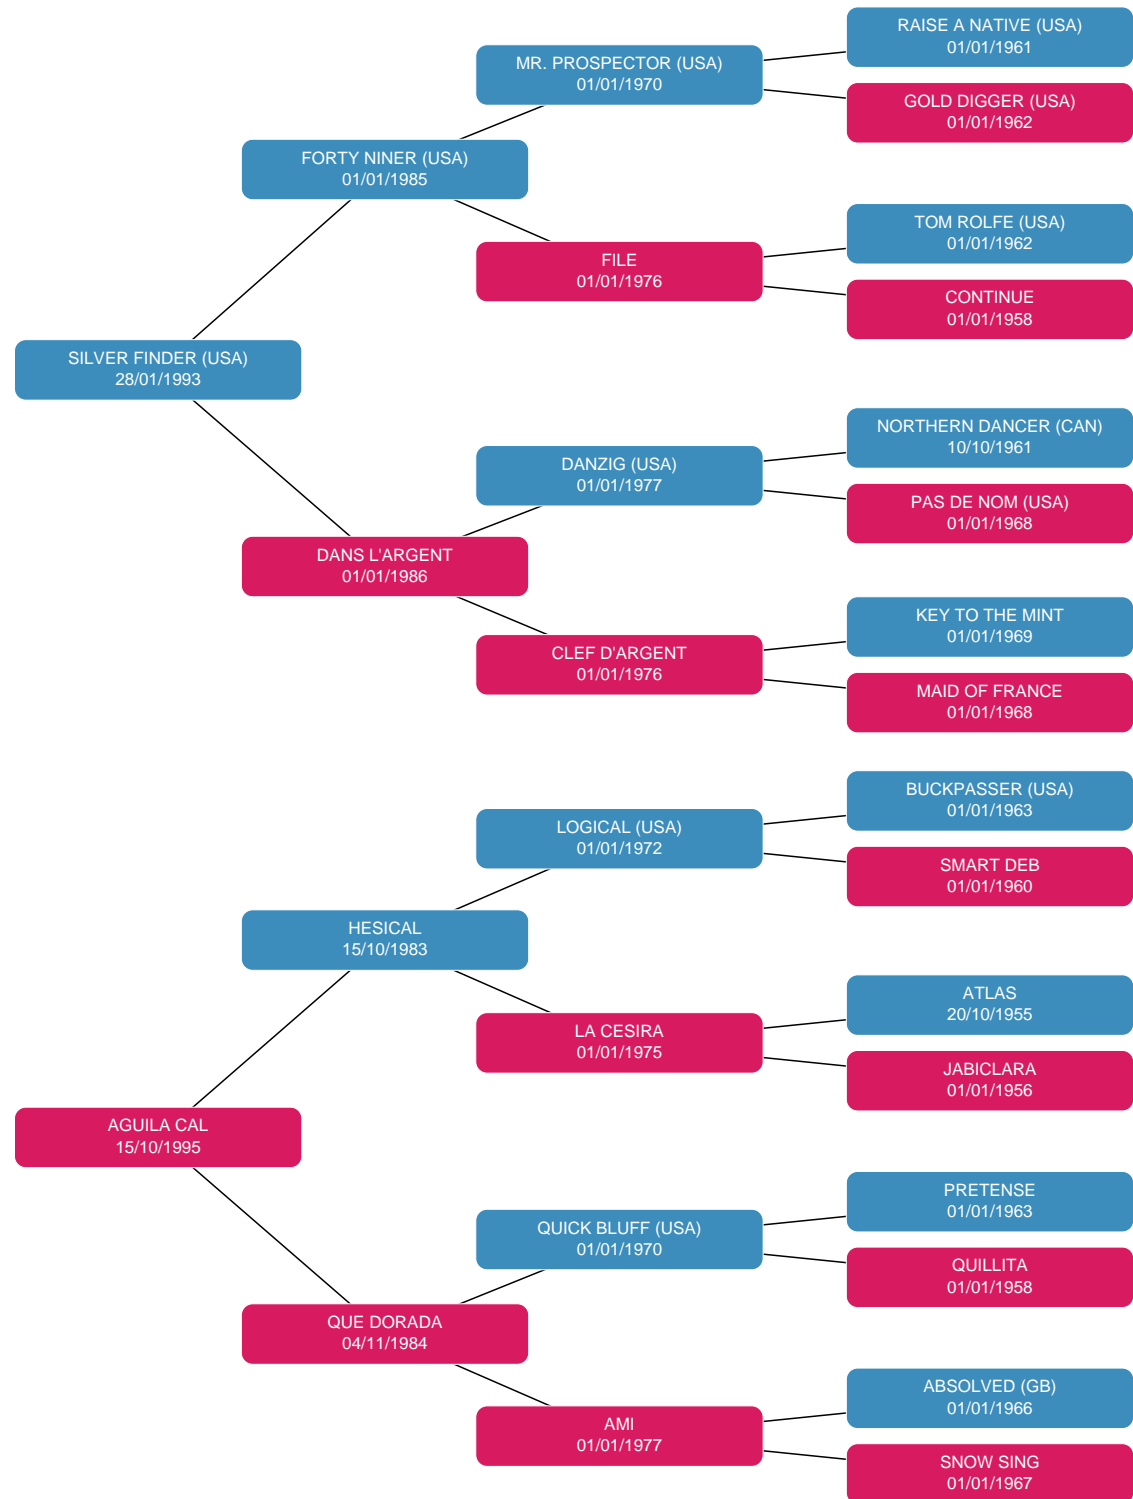 RAISE A NATIVE (USA)
01/01/1961
MR. PROSPECTOR (USA)
01/01/1970
GOLD DIGGER (USA)
01/01/1962
FORTY NINER (USA)
01/01/1985
TOM ROLFE (USA)
01/01/1962
FILE
01/01/1976
CONTINUE
01/01/1958
SILVER FINDER (USA)
28/01/1993
NORTHERN DANCER (CAN)
10/10/1961
DANZIG (USA)
01/01/1977
PAS DE NOM (USA)
01/01/1968
DANS L'ARGENT
01/01/1986
KEY TO THE MINT
01/01/1969
CLEF D'ARGENT
01/01/1976
MAID OF FRANCE
01/01/1968
BUCKPASSER (USA)
01/01/1963
LOGICAL (USA)
01/01/1972
SMART DEB
01/01/1960
HESICAL
15/10/1983
ATLAS
20/10/1955
LA CESIRA
01/01/1975
JABICLARA
01/01/1956
AGUILA CAL
15/10/1995
PRETENSE
01/01/1963
QUICK BLUFF (USA)
01/01/1970
QUILLITA
01/01/1958
QUE DORADA
04/11/1984
ABSOLVED (GB)
01/01/1966
AMI
01/01/1977
SNOW SING
01/01/1967